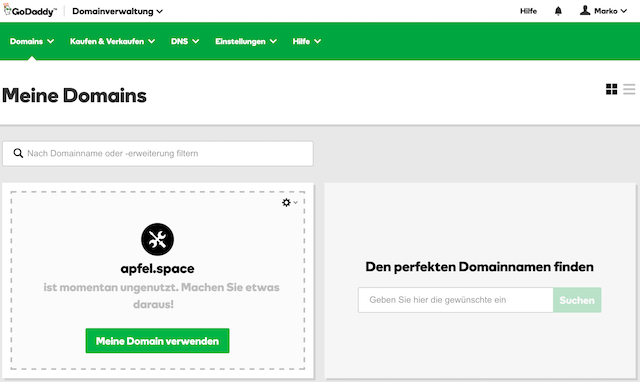 GoDaddy™ Domainverwaltung Hilfe Marko
Domains Kaufen & Verkaufen DNS Einstellungen Hilfe
Meine Domains
Nach Domainname oder -erweiterung filtern
apfel.space
ist momentan ungenutzt. Machen Sie etwas
daraus!
Meine Domain verwenden
Den perfekten Domainnamen finden
Geben Sie hier die gewünschte ein Suchen